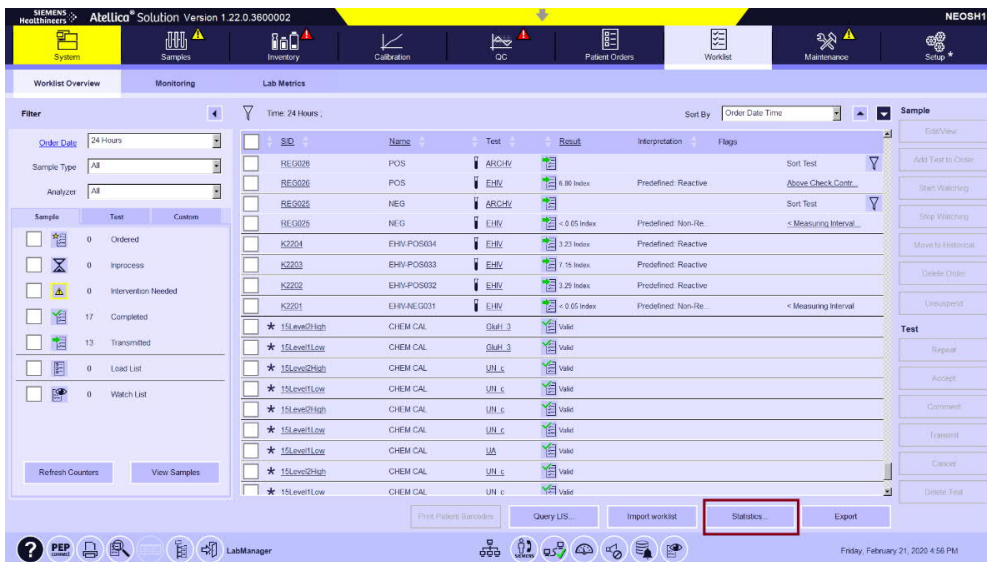 SIEMENS Healthineers Atellica® Solution Version 1.22.0.3600002 NEOSH1
System Samples Inventory Calibration QC Patient Orders Worklist Maintenance Setup *
Worklist Overview Monitoring Lab Metrics
Filter
Order Date 24 Hours
Sample Type All
Analyzer All
Sample Test Custom
0 Ordered
0 Inprocess
0 Intervention Needed
17 Completed
13 Transmitted
0 Load List
0 Watch List
Refresh Counters View Samples
Time: 24 Hours ; Sort By Order Date Time
SID Name Test Result Interpretation Flags
REG026 POS ARCHV Sort Test
REG026 POS EHIV 6.80 Index Predefined: Reactive Above Check,Contr...
REG025 NEG ARCHV Sort Test
REG025 NEG EHIV < 0.05 Index Predefined: Non-Re... < Measuring Interval...
K2204 EHIV-POS034 EHIV 3.23 Index Predefined: Reactive
K2203 EHIV-POS033 EHIV 7.15 Index Predefined: Reactive
K2202 EHIV-POS032 EHIV 3.29 Index Predefined: Reactive
K2201 EHIV-NEG031 EHIV < 0.05 Index Predefined: Non-Re... < Measuring Interval
* 15Level2High CHEM CAL GluH_3 Valid
* 15Level1Low CHEM CAL GluH_3 Valid
* 15Level2High CHEM CAL UN_c Valid
* 15Level1Low CHEM CAL UN_c Valid
* 15Level2High CHEM CAL UN_c Valid
* 15Level1Low CHEM CAL UN_c Valid
* 15Level1Low CHEM CAL UA Valid
* 15Level2High CHEM CAL UN_c Valid
* 15Level1Low CHEM CAL UN_c Valid
Print Patient Barcodes Query LIS... Import worklist Statistics... Export
Sample
Edit/View
Add Test to Order
Start Watching
Stop Watching
Move to Historical
Delete Order
Unsuspend
Test
Repeat
Accept
Comment
Transmit
Cancel
Delete Test
? PEP connect LabManager SIEMENS Friday, February 21, 2020 4:56 PM